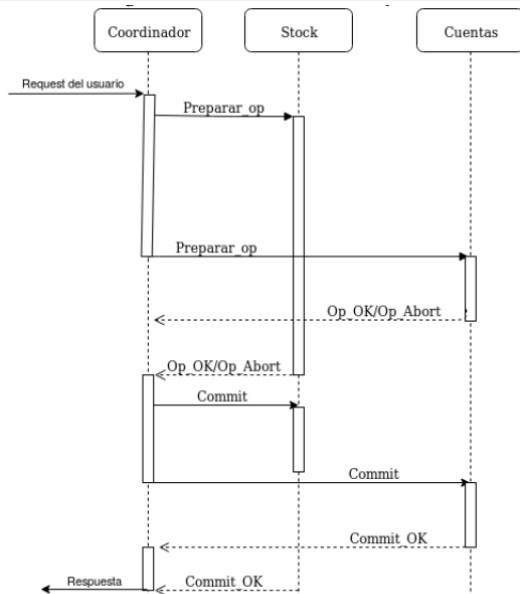 Coordinador
Stock
Cuentas
Request del usuario
Preparar_op
Preparar_op
Op_OK/Op_Abort
Op_OK/Op_Abort
Commit
Commit
Commit_OK
Respuesta
Commit_OK